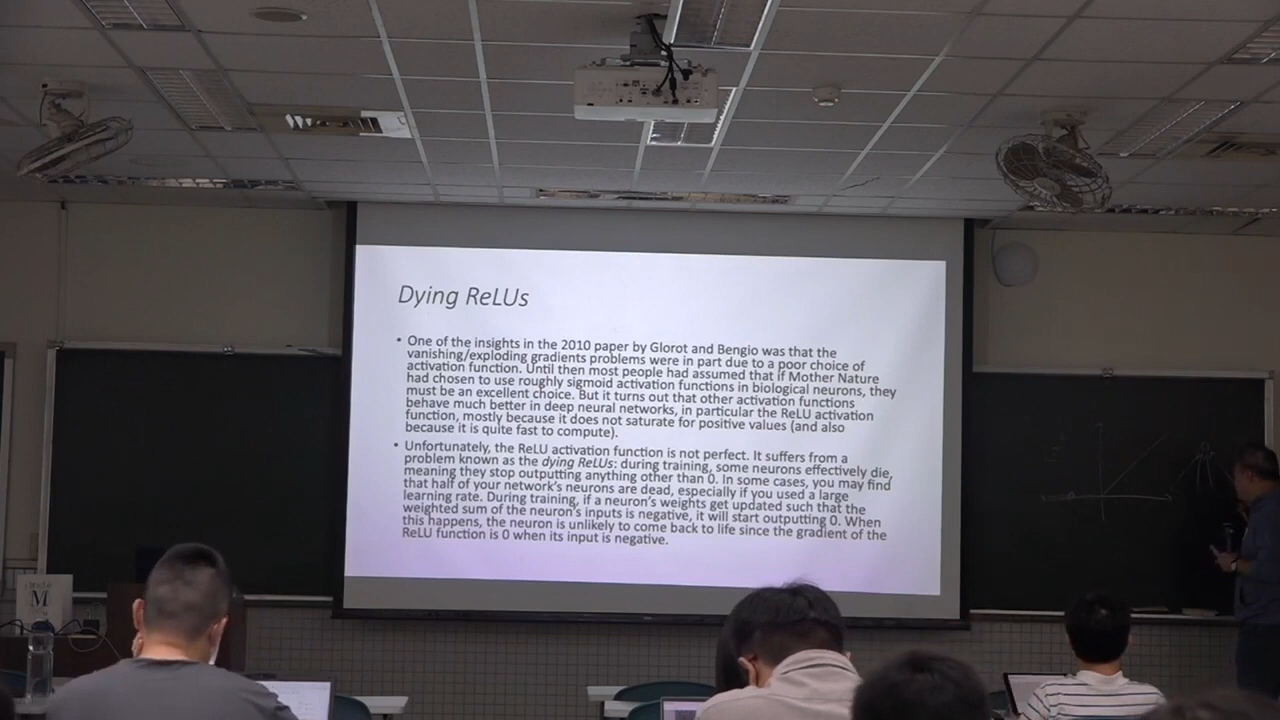 Dying ReLUs
• One of the insights in the 2010 paper by Glorot and Bengio was that the
vanishing/exploding gradients problems were in part due to a poor choice of
activation function. Until then most people had assumed that if Mother Nature
had chosen to use roughly sigmoid activation functions in biological neurons, they
must be an excellent choice. But it turns out that other activation functions
behave much better in deep neural networks, in particular the ReLU activation
function, mostly because it does not saturate for positive values (and also
because it is quite fast to compute).
• Unfortunately, the ReLU activation function is not perfect. It suffers from a
problem known as the dying ReLUs: during training, some neurons effectively die,
meaning they stop outputting anything other than 0. In some cases, you may find
that half of your network's neurons are dead, especially if you used a large
learning rate. During training, if a neuron's weights get updated such that the
weighted sum of the neuron's inputs is negative, it will start outputting 0. When
this happens, the neuron is unlikely to come back to life since the gradient of the
ReLU function is 0 when its input is negative.
M